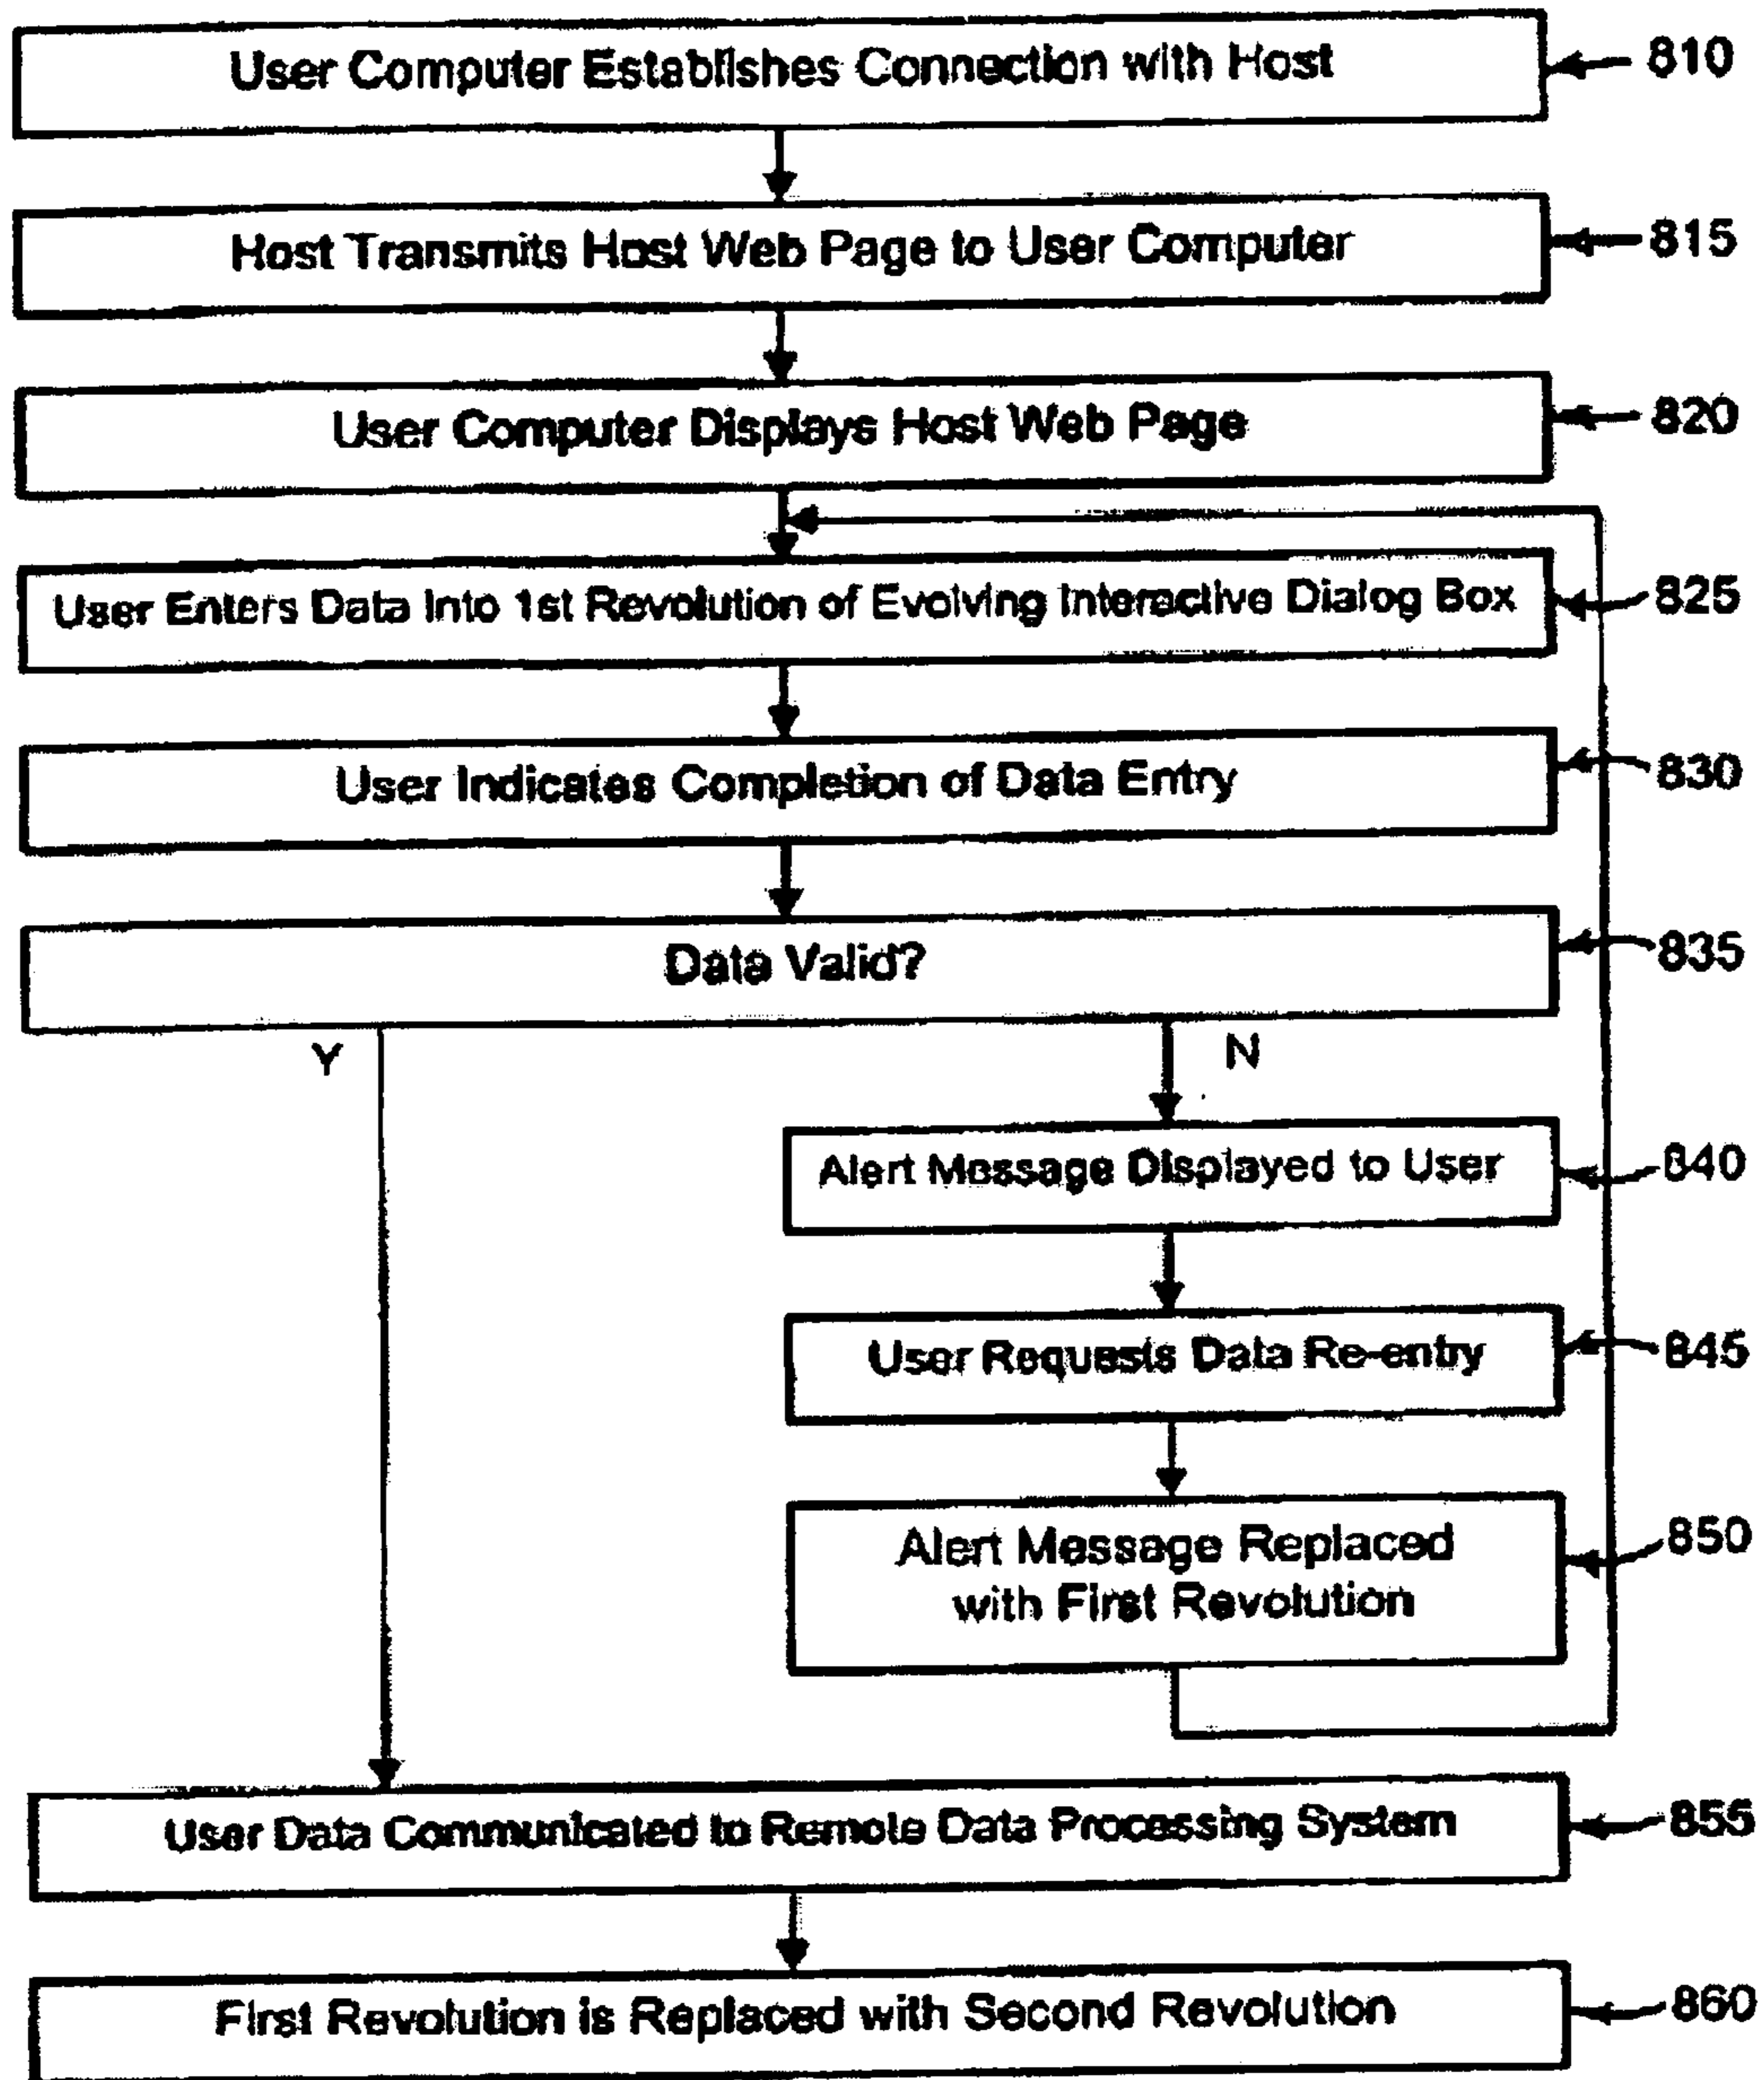 User Computer Establishes Connection with Host
810
Host Transmits Host Web Page to User Computer
815
User Computer Displays Host Web Page
820
User Enters Data Into 1st Revolution of Evolving Interactive Dialog Box
825
User Indicates Completion of Data Entry
830
Data Valid?
835
Y
N
Alert Message Displayed to User
840
User Requests Data Re-entry
845
Alert Message Replaced
with First Revolution
850
User Data Communicated to Remote Data Processing System
855
First Revolution is Replaced with Second Revolution
860